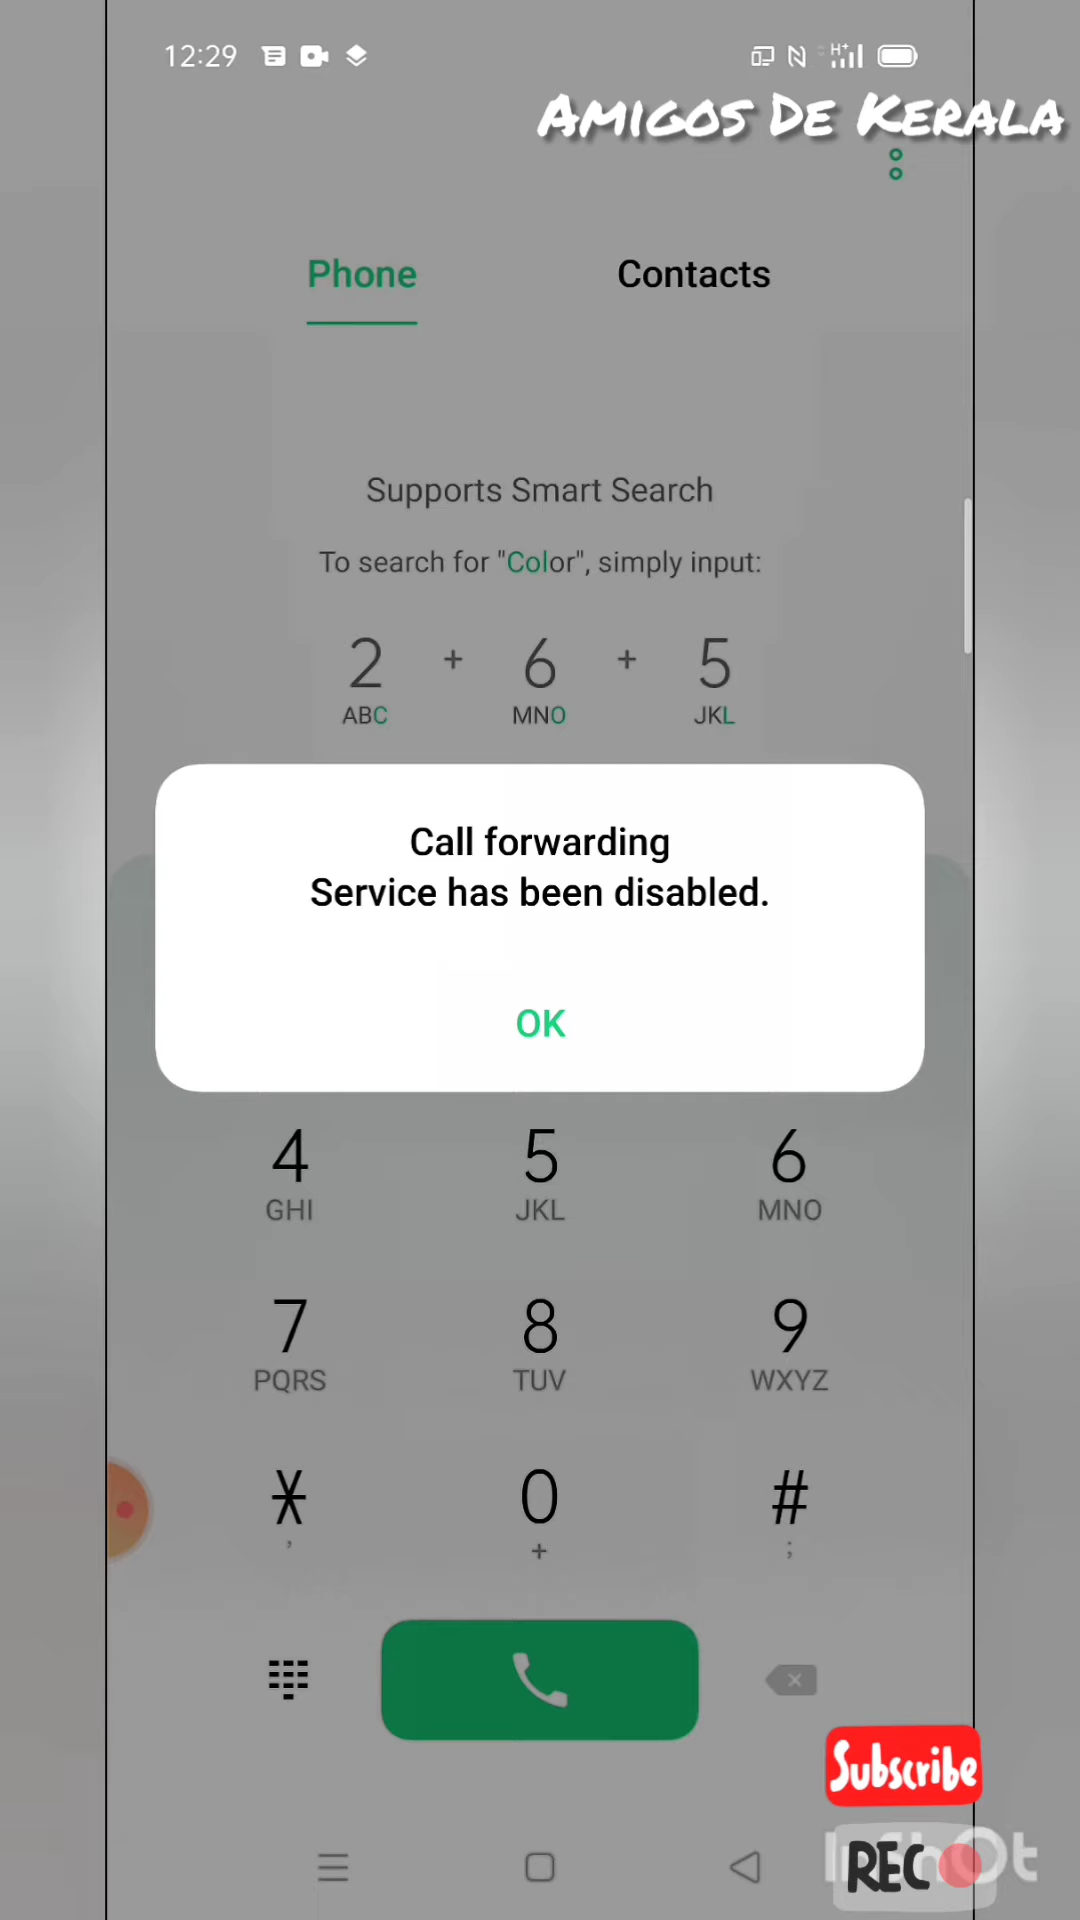 12:29
H+
AMIGOS DE KERALA
Phone
Contacts
Supports Smart Search
To search for "Color", simply input:
2 + 6 + 5
ABC MNO JKL
Call forwarding
Service has been disabled.
OK
4 5 6
GHI JKL MNO
7 8 9
PQRS TUV WXYZ
* 0 #
, + ;
Subscribe
InShOt
REC